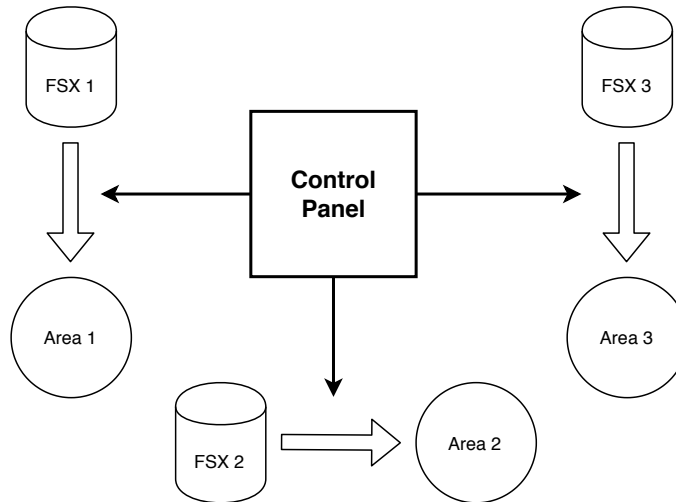 FSX 1
FSX 3
Control
Panel
Area 1
Area 3
FSX 2
Area 2